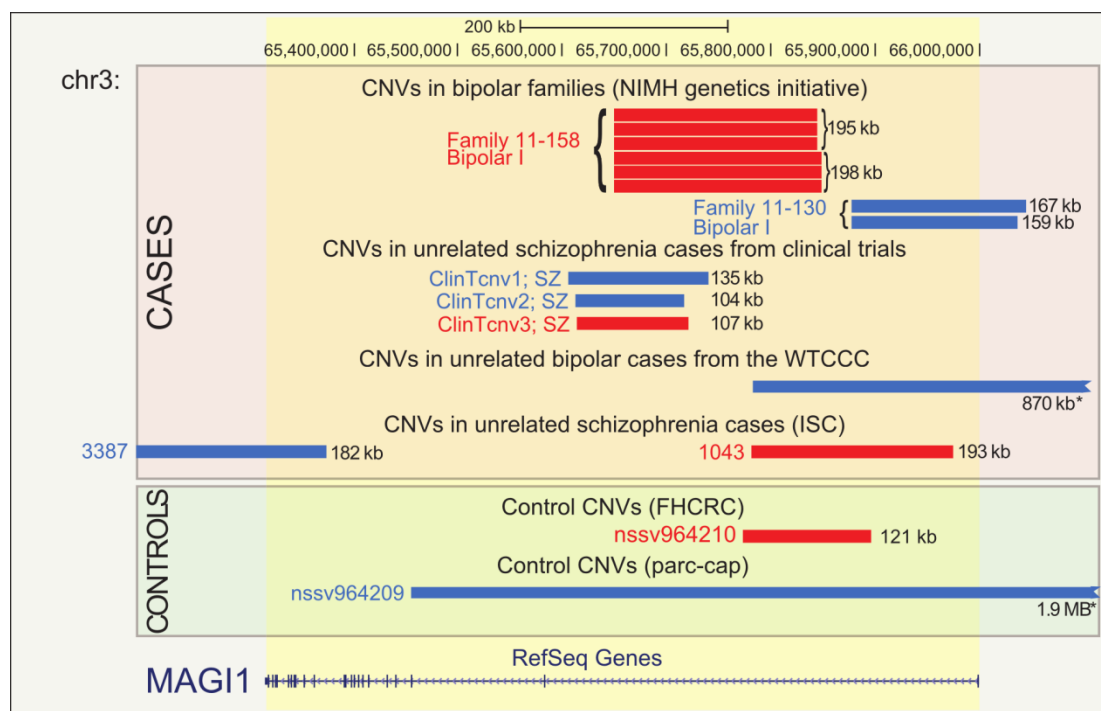 200 kb
65,400,000 65,500,000 65,600,000 65,700,000 65,800,000 65,900,000 66,000,000
chr3:
CASES
CNVs in bipolar families (NIMH genetics initiative)
Family 11-158
Bipolar I
195 kb
198 kb
Family 11-130
Bipolar I
167 kb
159 kb
CNVs in unrelated schizophrenia cases from clinical trials
ClinTcnv1; SZ 135 kb
ClinTcnv2; SZ 104 kb
ClinTcnv3; SZ 107 kb
CNVs in unrelated bipolar cases from the WTCCC
870 kb*
CNVs in unrelated schizophrenia cases (ISC)
3387 182 kb 1043 193 kb
CONTROLS
Control CNVs (FHCRC)
nssv964210 121 kb
Control CNVs (parc-cap)
nssv964209
1.9 MB*
RefSeq Genes
MAGI1